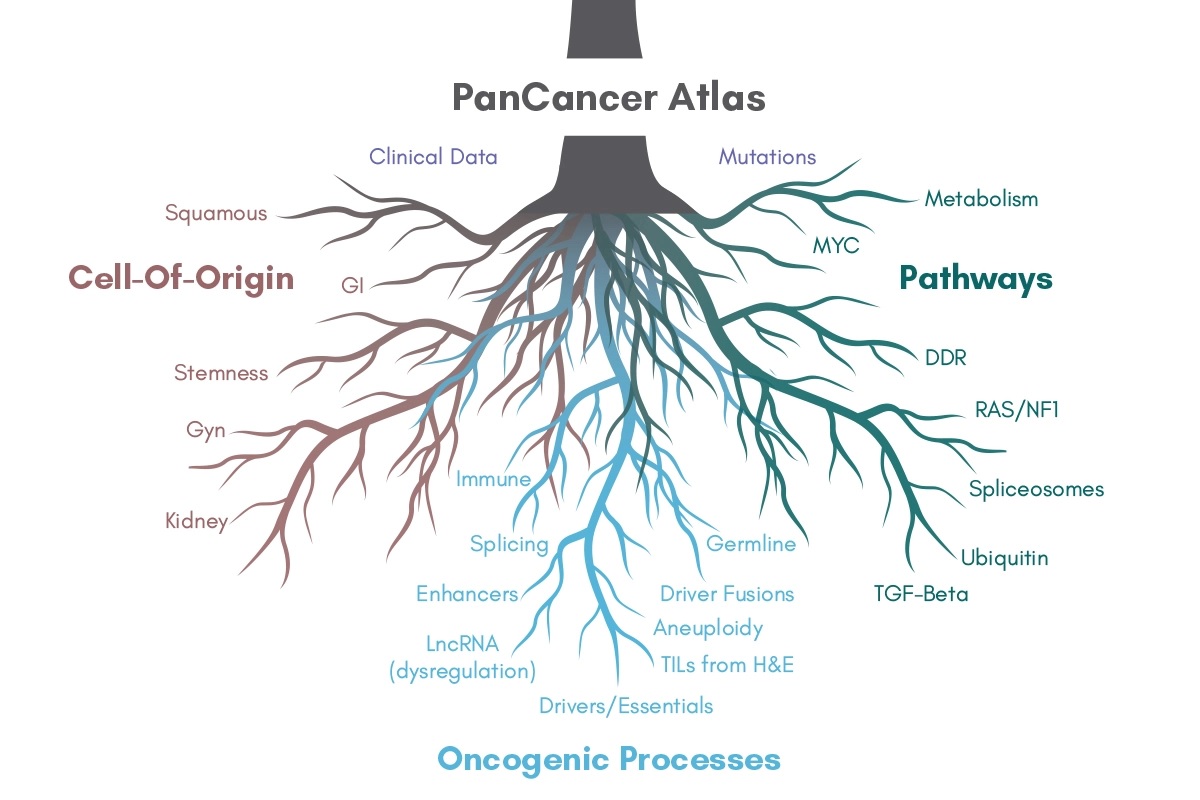 PanCancer Atlas
Clinical Data
Mutations
Squamous
Metabolism
MYC
Cell-Of-Origin
GI
Pathways
Stemness
DDR
Gyn
RAS/NF1
Immune
Spliceosomes
Kidney
Splicing
Germline
Ubiquitin
Enhancers
Driver Fusions
TGF-Beta
Aneuploidy
LncRNA
(dysregulation)
TILs from H&E
Drivers/Essentials
Oncogenic Processes